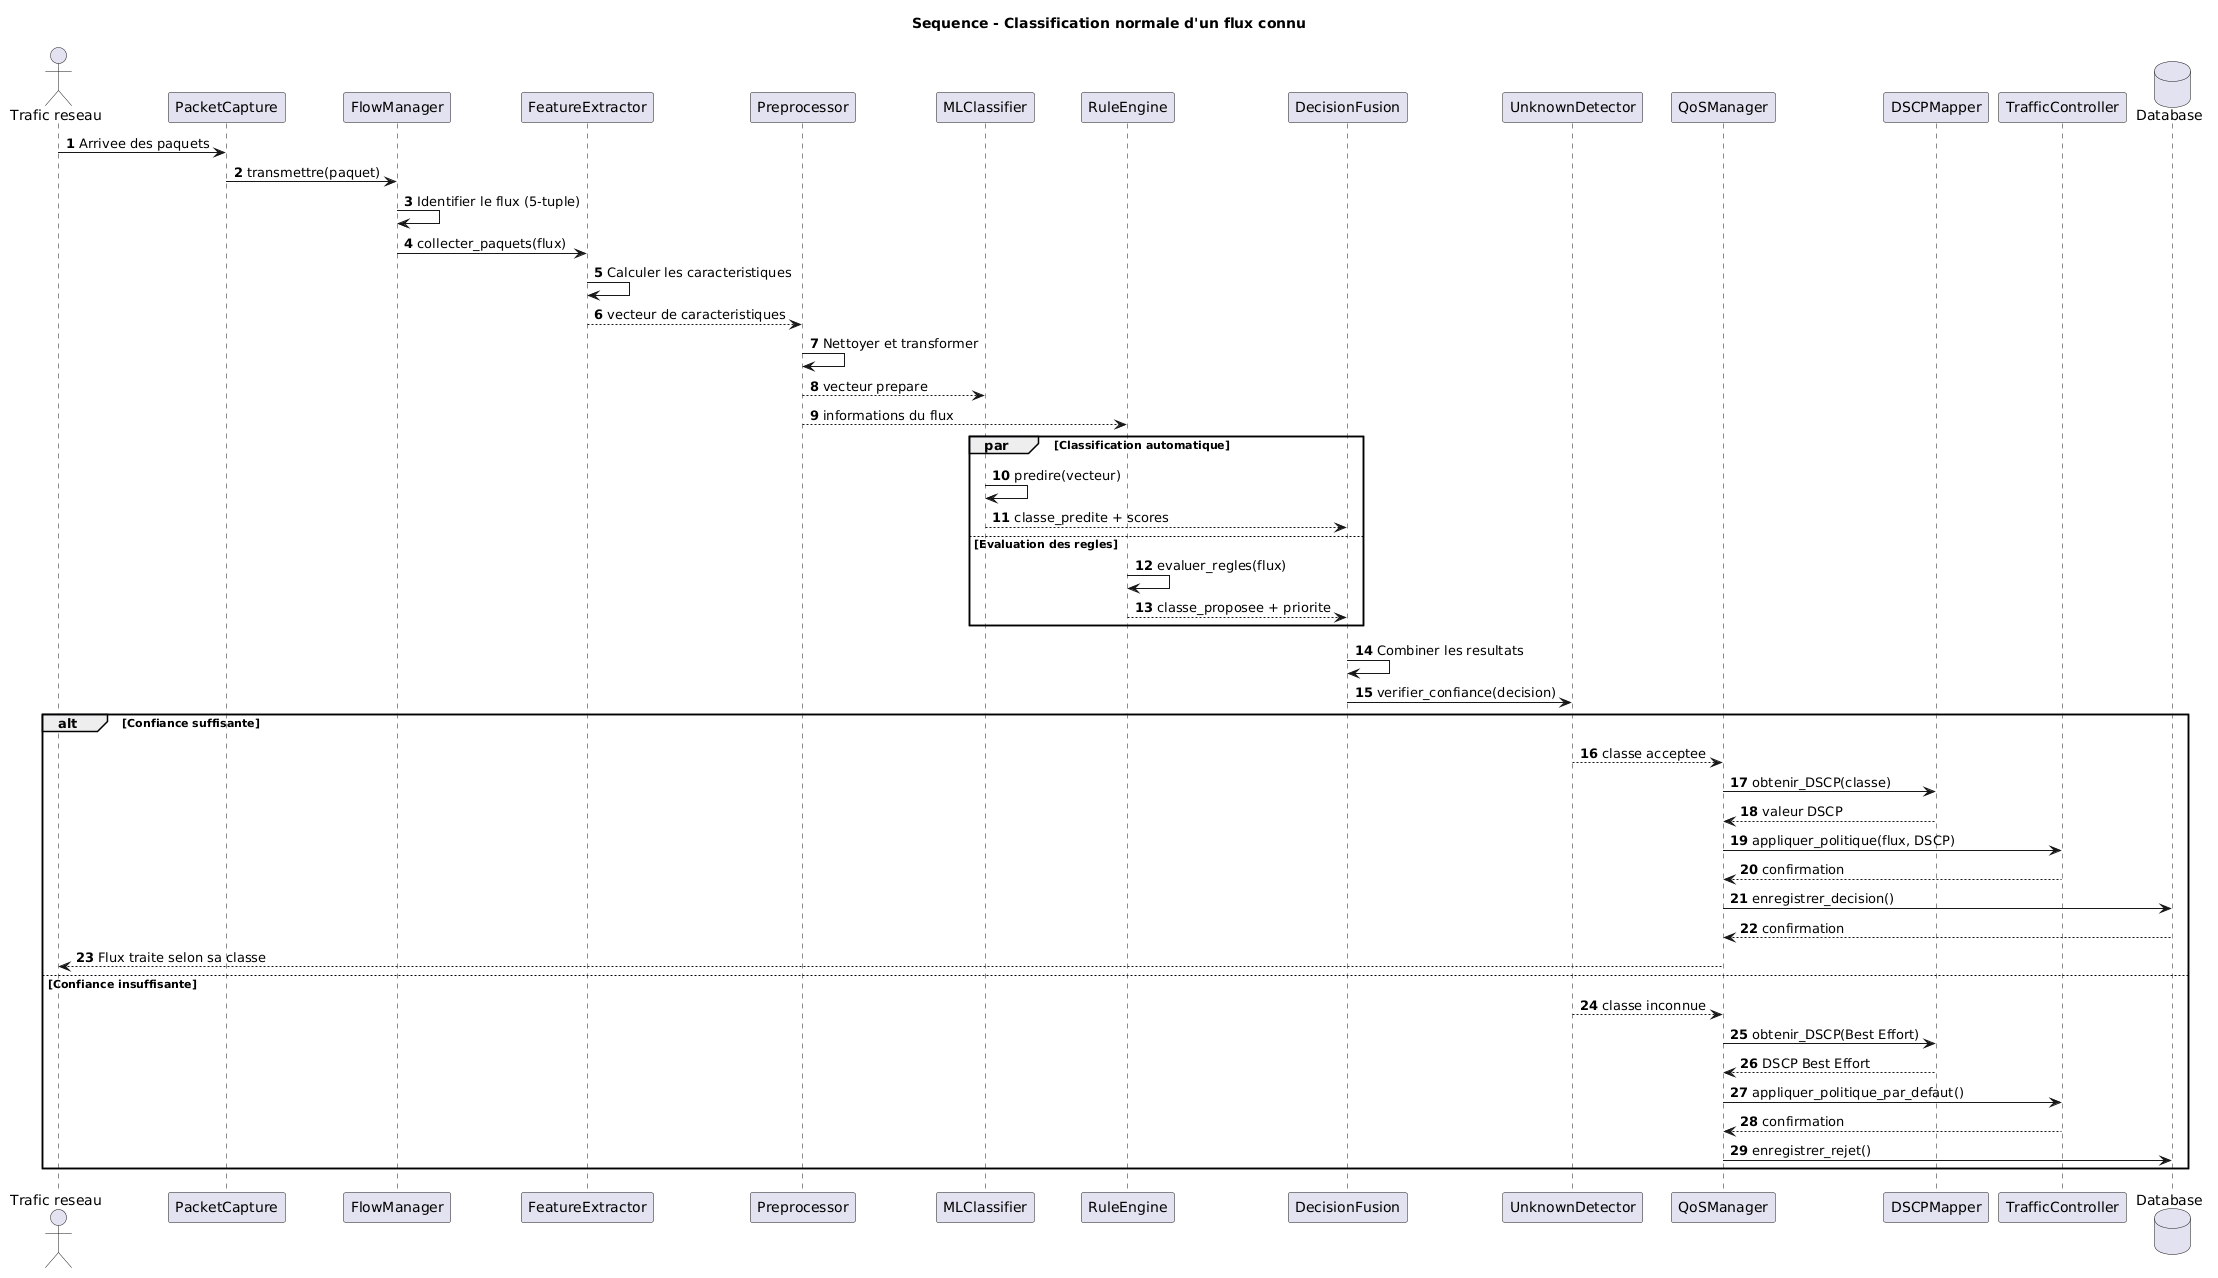 Sequence - Classification normale d'un flux connu
Trafic reseau
PacketCapture
FlowManager
FeatureExtractor
Preprocessor
MLClassifier
RuleEngine
DecisionFusion
UnknownDetector
QoSManager
DSCPMapper
TrafficController
Database
1 Arrivee des paquets
2 transmettre(paquet)
3 Identifier le flux (5-tuple)
4 collecter_paquets(flux)
5 Calculer les caracteristiques
6 vecteur de caracteristiques
7 Nettoyer et transformer
8 vecteur prepare
9 informations du flux
par [Classification automatique]
10 predire(vecteur)
11 classe_predite + scores
[Evaluation des regles]
12 evaluer_regles(flux)
13 classe_proposee + priorite
14 Combiner les resultats
15 verifier_confiance(decision)
alt [Confiance suffisante]
16 classe acceptee
17 obtenir_DSCP(classe)
18 valeur DSCP
19 appliquer_politique(flux, DSCP)
20 confirmation
21 enregistrer_decision()
22 confirmation
23 Flux traite selon sa classe
[Confiance insuffisante]
24 classe inconnue
25 obtenir_DSCP(Best Effort)
26 DSCP Best Effort
27 appliquer_politique_par_defaut()
28 confirmation
29 enregistrer_rejet()
Trafic reseau
PacketCapture
FlowManager
FeatureExtractor
Preprocessor
MLClassifier
RuleEngine
DecisionFusion
UnknownDetector
QoSManager
DSCPMapper
TrafficController
Database